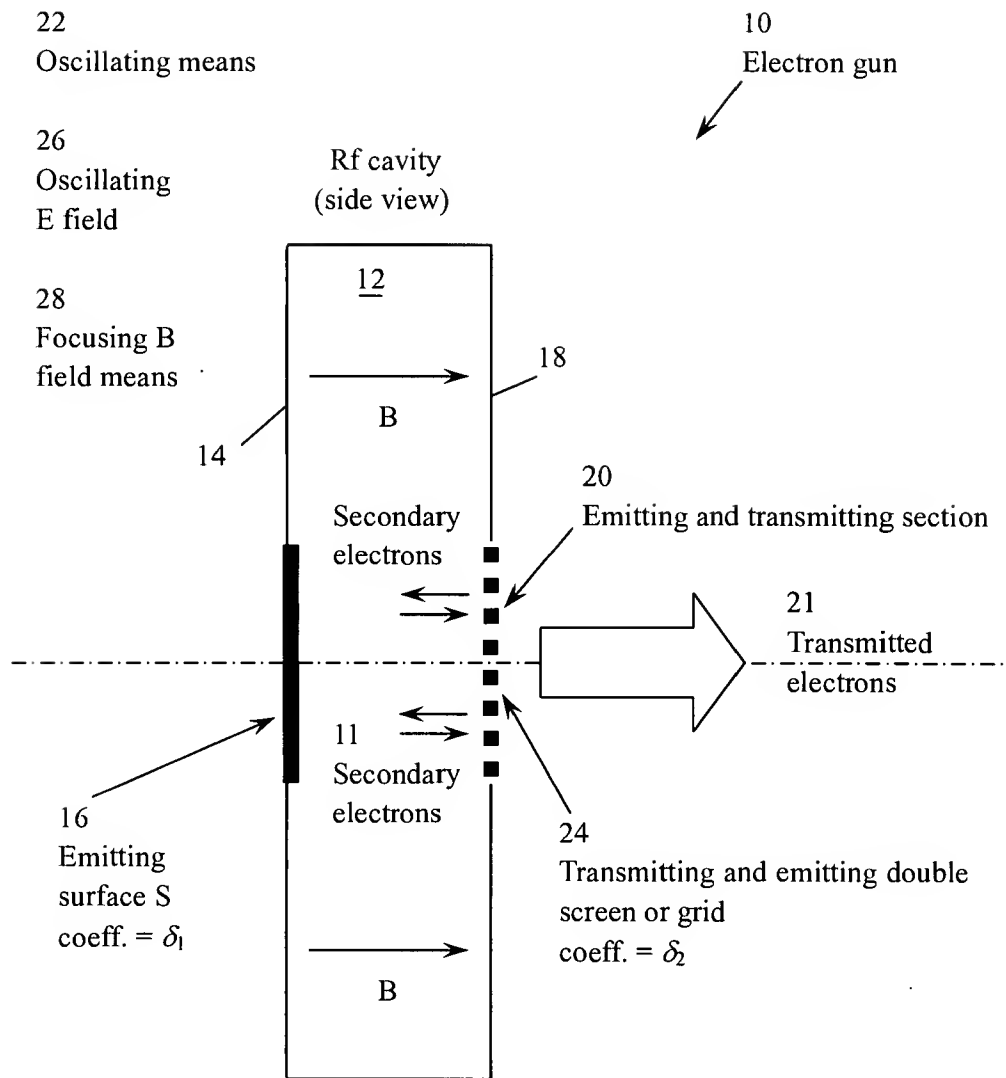 22
Oscillating means
10
Electron gun
26
Oscillating
E field
Rf cavity
(side view)
12
28
Focusing B
field means
18
B
14
20
Emitting and transmitting section
Secondary
electrons
21
Transmitted
electrons
11
Secondary
electrons
16
Emitting
surface S
coeff. = δ1
24
Transmitting and emitting double
screen or grid
coeff. = δ2
B